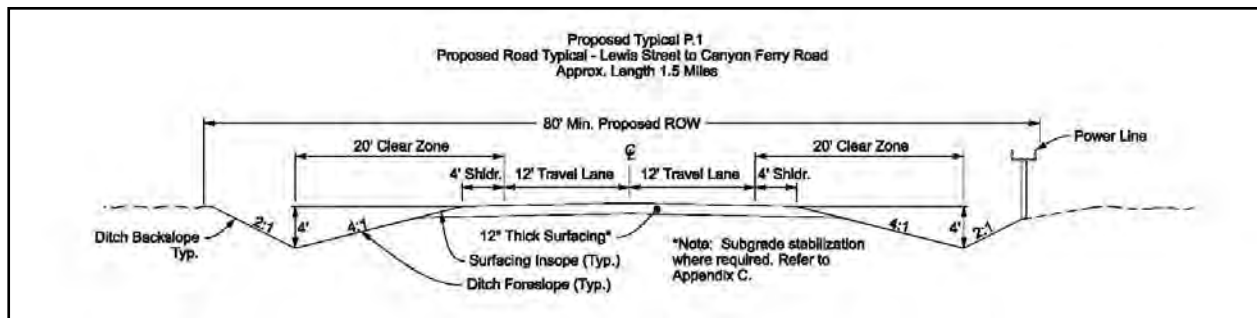 Proposed Typical P.1
Proposed Road Typical - Lewis Street to Canyon Ferry Road
Approx. Length 1.5 Miles
80' Min. Proposed ROW
Power Line
20' Clear Zone
℄
20' Clear Zone
4' Shldr.
12' Travel Lane
12' Travel Lane
4' Shldr.
2:1
4'
4:1
4:1
4'
2:1
Ditch Backslope
Typ.
12" Thick Surfacing*
Surfacing Insope (Typ.)
Ditch Foreslope (Typ.)
*Note: Subgrade stabilization
where required. Refer to
Appendix C.